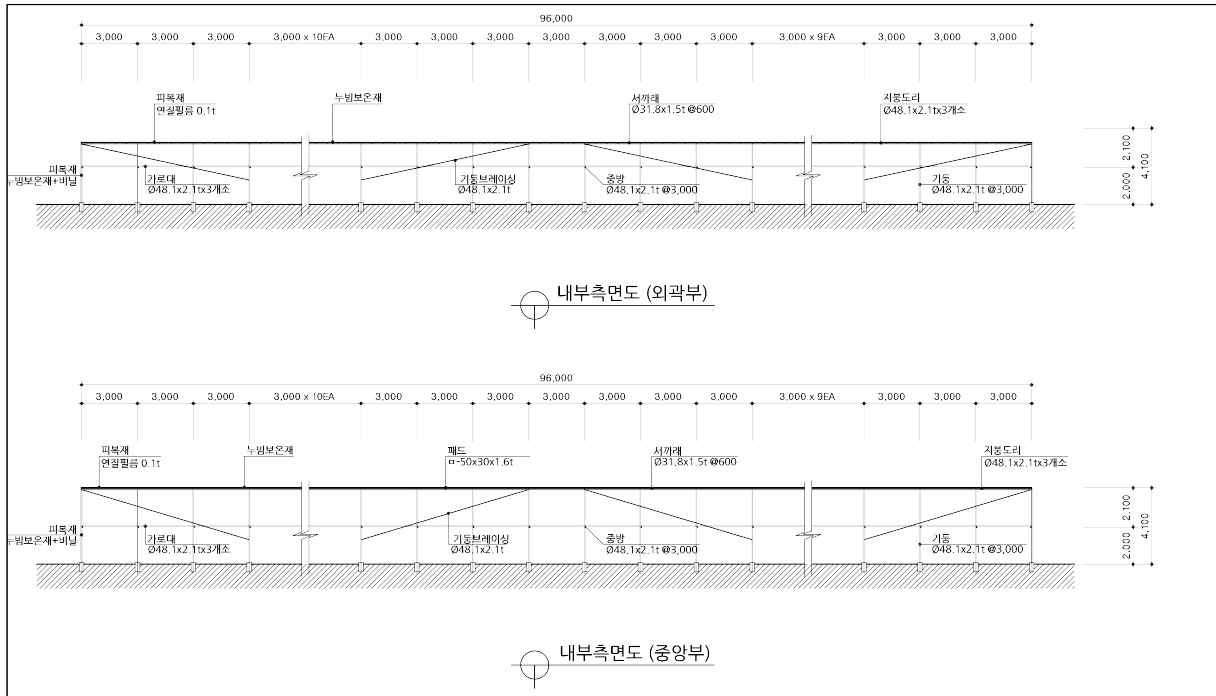 96,000
3,000 3,000 3,000 3,000 x 10EA 3,000 3,000 3,000 3,000 3,000 3,000 3,000 3,000 x 9EA 3,000 3,000 3,000
피복재
연질필름 0.1t
누빔보온재
서까래
Ø31.8x1.5t @600
지붕도리
Ø48.1x2.1tx3개소
피복재
누빔보온재+비닐
가로대
Ø48.1x2.1tx3개소
기둥브레이싱
Ø48.1x2.1t
중방
Ø48.1x2.1t @3,000
기둥
Ø48.1x2.1t @3,000
2,100
2,000
4,100
내부측면도 (외곽부)
96,000
3,000 3,000 3,000 3,000 x 10EA 3,000 3,000 3,000 3,000 3,000 3,000 3,000 3,000 x 9EA 3,000 3,000 3,000
피복재
연질필름 0.1t
누빔보온재
패드
ㅁ-50x30x1.6t
서까래
Ø31.8x1.5t @600
지붕도리
Ø48.1x2.1tx3개소
피복재
누빔보온재+비닐
가로대
Ø48.1x2.1tx3개소
기둥브레이싱
Ø48.1x2.1t
중방
Ø48.1x2.1t @3,000
기둥
Ø48.1x2.1t @3,000
2,100
2,000
4,100
내부측면도 (중앙부)